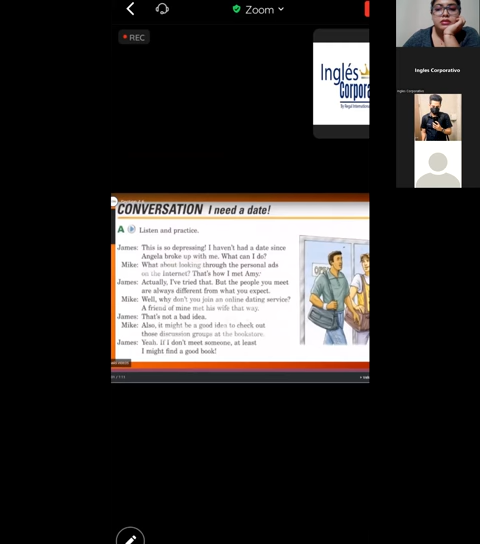 Zoom
REC
Inglés
Corpora
By Regal Internationa
Ingles Corporativo
Ingles Corporativo
CONVERSATION I need a date!
A Listen and practice.
James: This is so depressing! I haven't had a date since
Angela broke up with me. What can I do?
Mike: What about looking through the personal ads
on the internet? That's how I met Amy.
James: Actually, I've tried that. But the people you meet
are always different from what you expect.
Mike: Well, why don't you join an online dating service?
A friend of mine met his wife that way.
James: That's not a bad idea.
Mike: Also, it might be a good idea to check out
those discussion groups at the bookstore.
James: Yeah. If I don't meet someone, at least
I might find a good book!